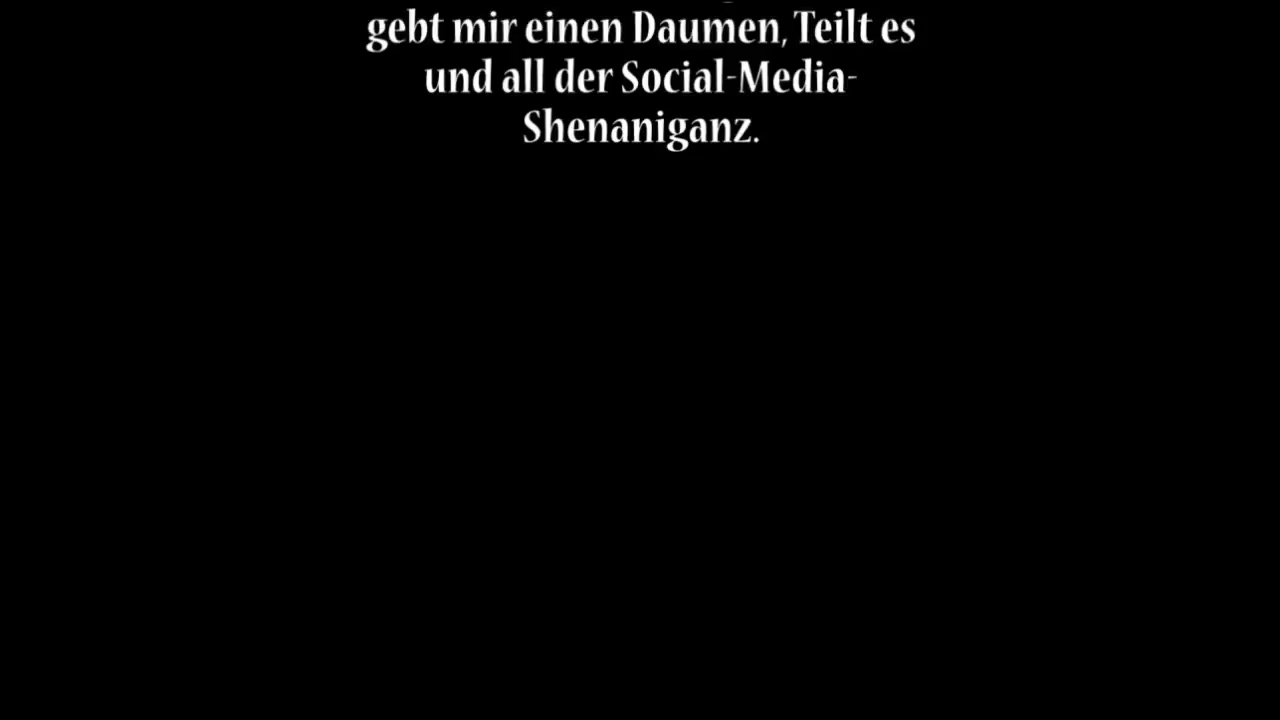 gebt mir einen Daumen, Teilt es
und all der Social-Media-
Shenaniganz.